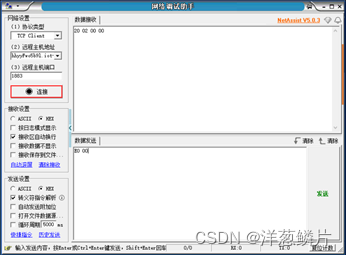 网络调试助手
网络设置
(1) 协议类型
TCP Client
(2) 远程主机地址
(3) 远程主机端口
1883
连接
接收设置
ASCII HEX
按日志模式显示
接收区自动换行
接收数据不显示
接收保存到文件...
自动滚屏 清除接收
发送设置
ASCII HEX
转义符指令解析
自动发送附加位
打开文件数据源...
循环周期 5000 ms
快捷指令 历史发送
数据接收
NetAssist V5.0.3
20 02 00 00
数据发送
清除 清除
E0 00
发送
CSDN @洋葱鳞片
输入发送内容，按Enter或Ctrl+Enter键发送，Shift+Enter回车
0/0
复位计数